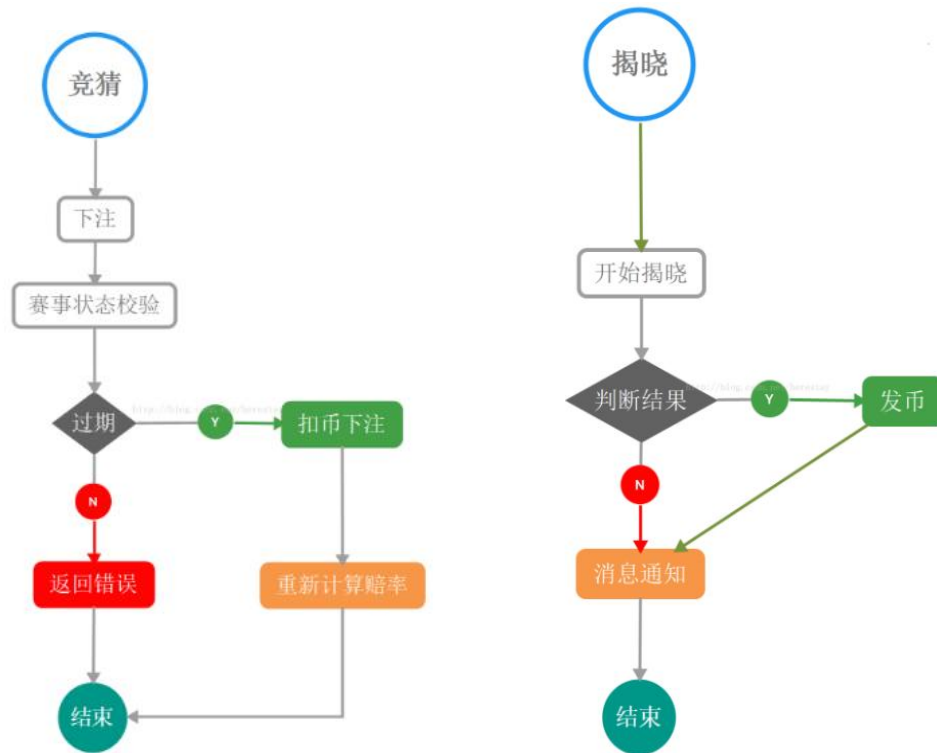 竞猜
下注
赛事状态校验
过期
Y
扣币下注
N
返回错误
重新计算赔率
结束
揭晓
开始揭晓
判断结果
Y
发币
N
消息通知
结束